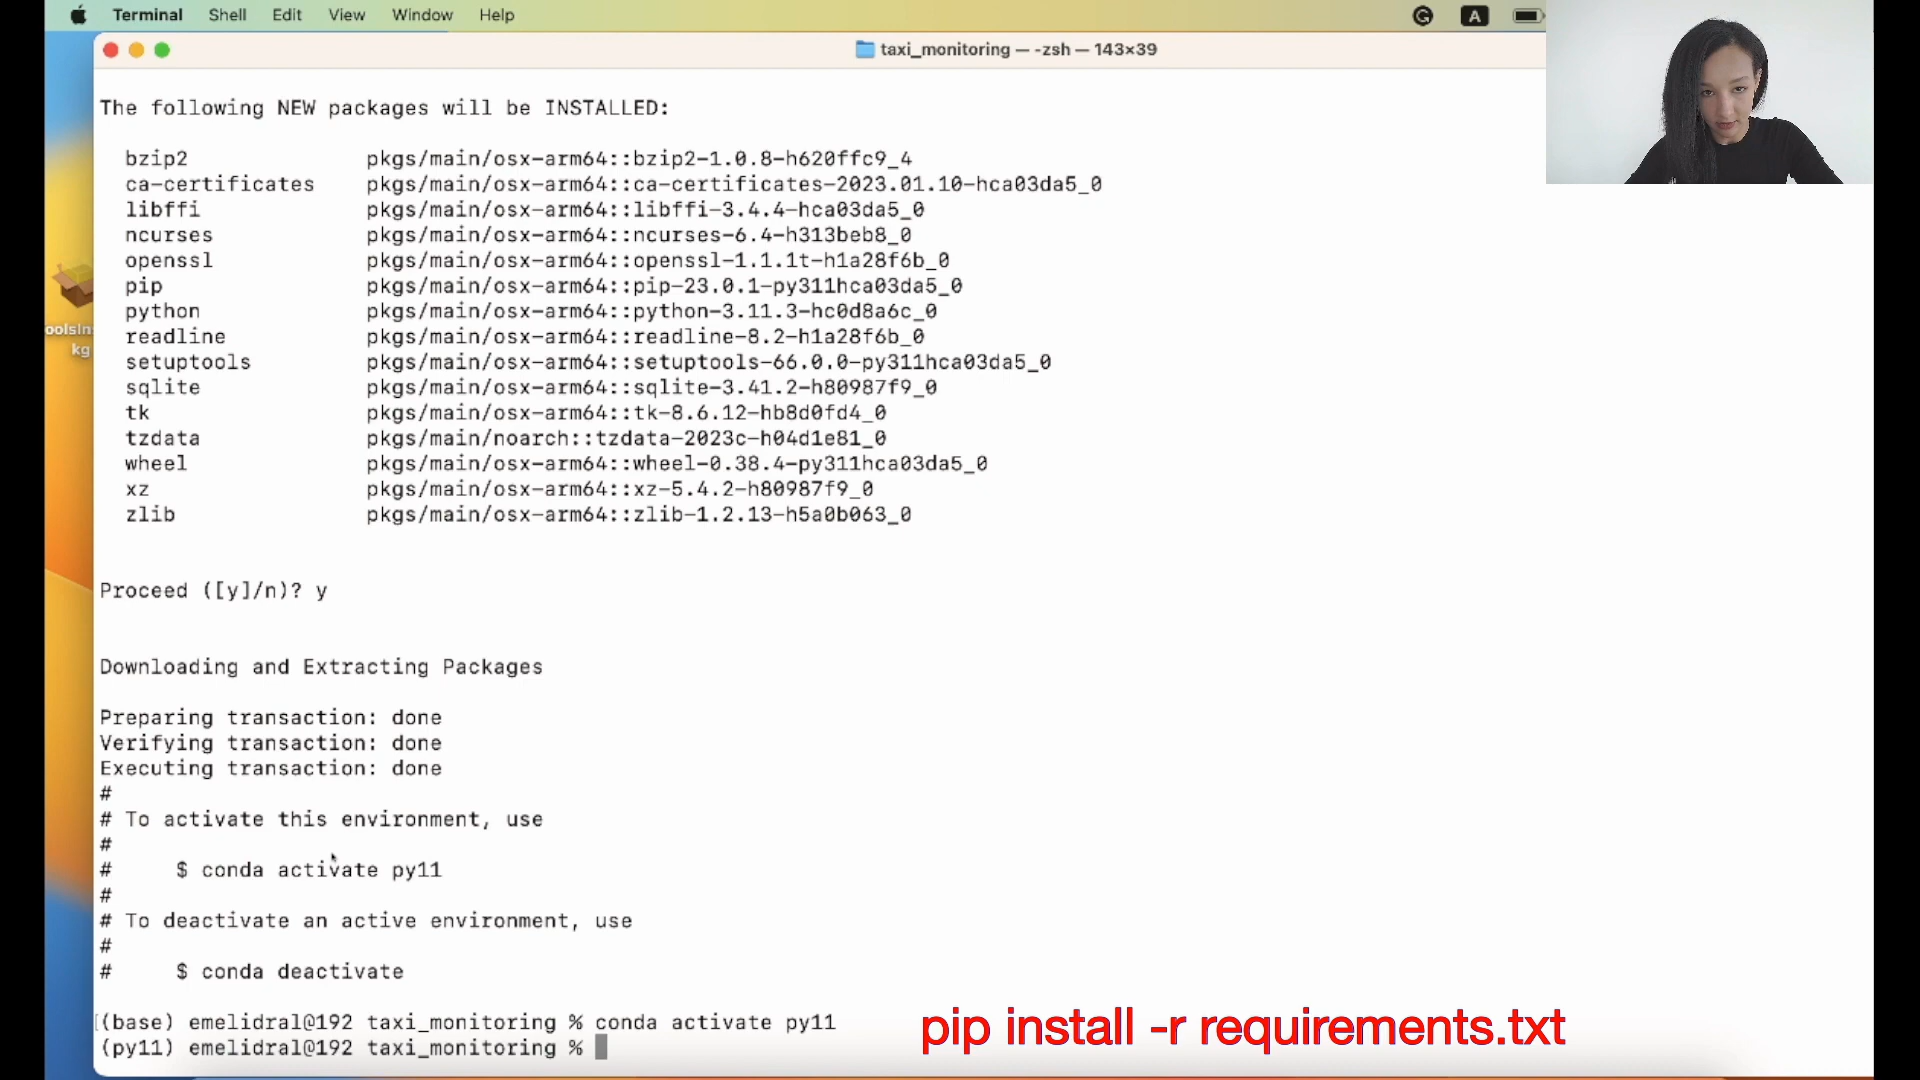 Terminal Shell Edit View Window Help A
taxi_monitoring — -zsh — 143×39
The following NEW packages will be INSTALLED:
bzip2 pkgs/main/osx-arm64::bzip2-1.0.8-h620ffc9_4
ca-certificates pkgs/main/osx-arm64::ca-certificates-2023.01.10-hca03da5_0
libffi pkgs/main/osx-arm64::libffi-3.4.4-hca03da5_0
ncurses pkgs/main/osx-arm64::ncurses-6.4-h313beb8_0
openssl pkgs/main/osx-arm64::openssl-1.1.1t-h1a28f6b_0
pip pkgs/main/osx-arm64::pip-23.0.1-py311hca03da5_0
python pkgs/main/osx-arm64::python-3.11.3-hc0d8a6c_0
readline pkgs/main/osx-arm64::readline-8.2-h1a28f6b_0
setuptools pkgs/main/osx-arm64::setuptools-66.0.0-py311hca03da5_0
sqlite pkgs/main/osx-arm64::sqlite-3.41.2-h80987f9_0
tk pkgs/main/osx-arm64::tk-8.6.12-hb8d0fd4_0
tzdata pkgs/main/noarch::tzdata-2023c-h04d1e81_0
wheel pkgs/main/osx-arm64::wheel-0.38.4-py311hca03da5_0
xz pkgs/main/osx-arm64::xz-5.4.2-h80987f9_0
zlib pkgs/main/osx-arm64::zlib-1.2.13-h5a0b063_0
oolsIn
kg
Proceed ([y]/n)? y
Downloading and Extracting Packages
Preparing transaction: done
Verifying transaction: done
Executing transaction: done
#
# To activate this environment, use
#
# $ conda activate py11
#
# To deactivate an active environment, use
#
# $ conda deactivate
[(base) emelidral@192 taxi_monitoring % conda activate py11
(py11) emelidral@192 taxi_monitoring %
pip install -r requirements.txt